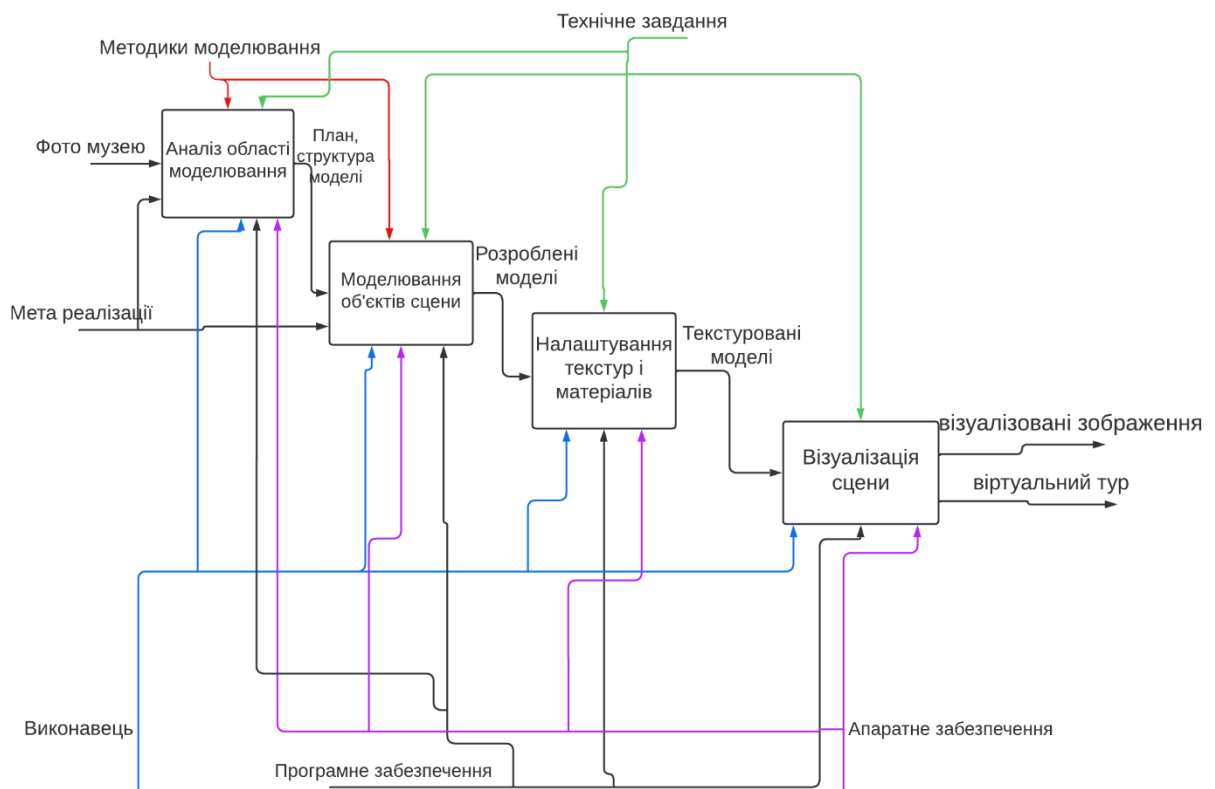 Технічне завдання
Методики моделювання
Фото музею
Аналіз області
моделювання
План,
структура
моделі
Мета реалізації
Моделювання
об'єктів сцени
Розроблені
моделі
Налаштування
текстур і
матеріалів
Текстуровані
моделі
Візуалізація
сцени
візуалізовані зображення
віртуальний тур
Виконавець
Апаратне забезпечення
Програмне забезпечення